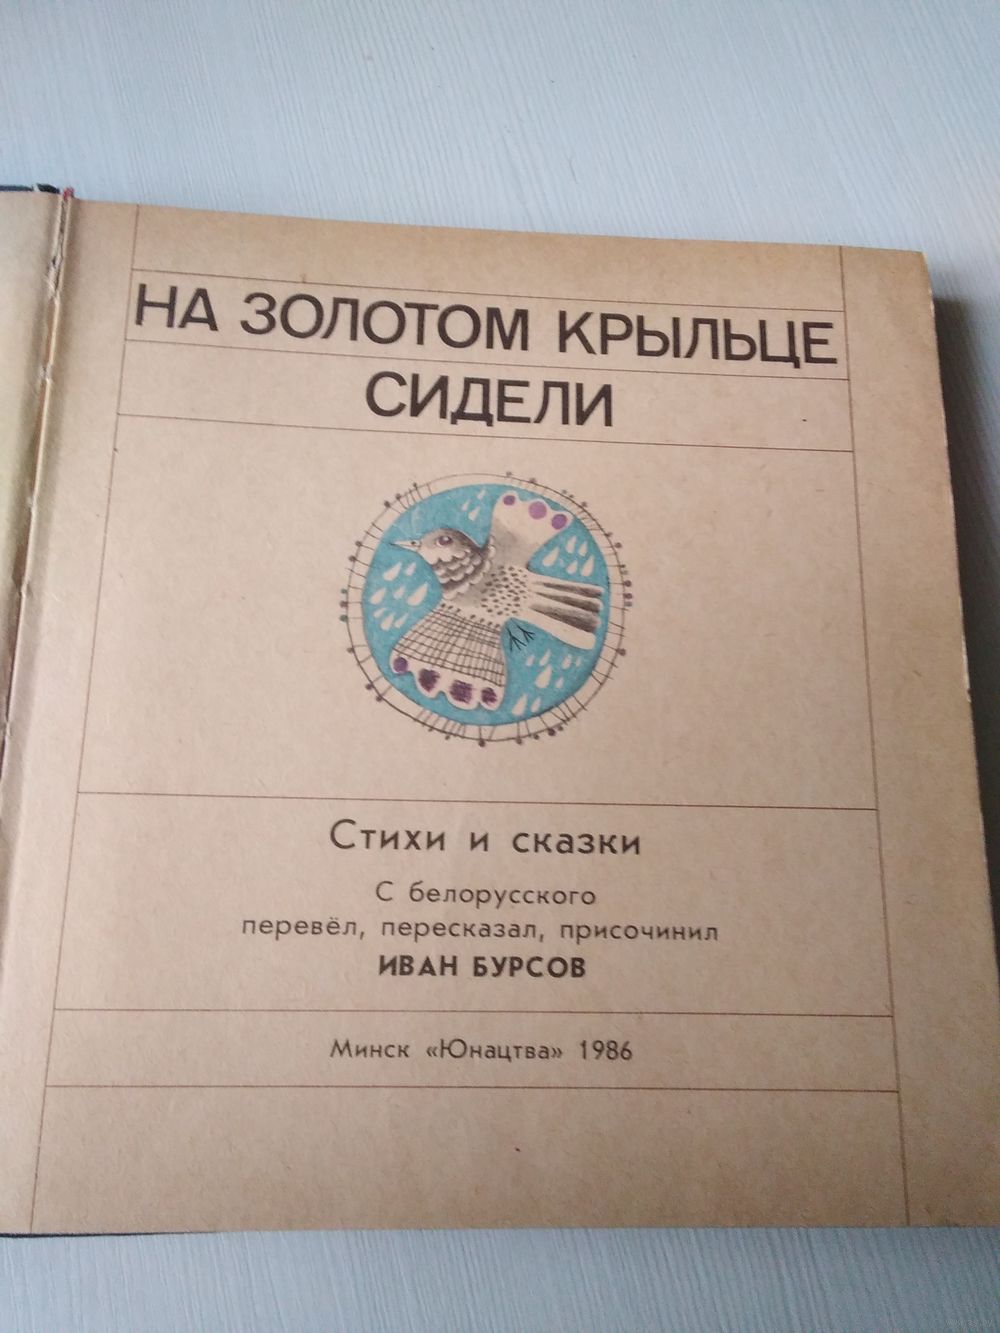 НА ЗОЛОТОМ КРЫЛЬЦЕ
СИДЕЛИ
Стихи и сказки
С белорусского
перевёл, пересказал, присочинил
ИВАН БУРСОВ
Минск «Юнацтва» 1986